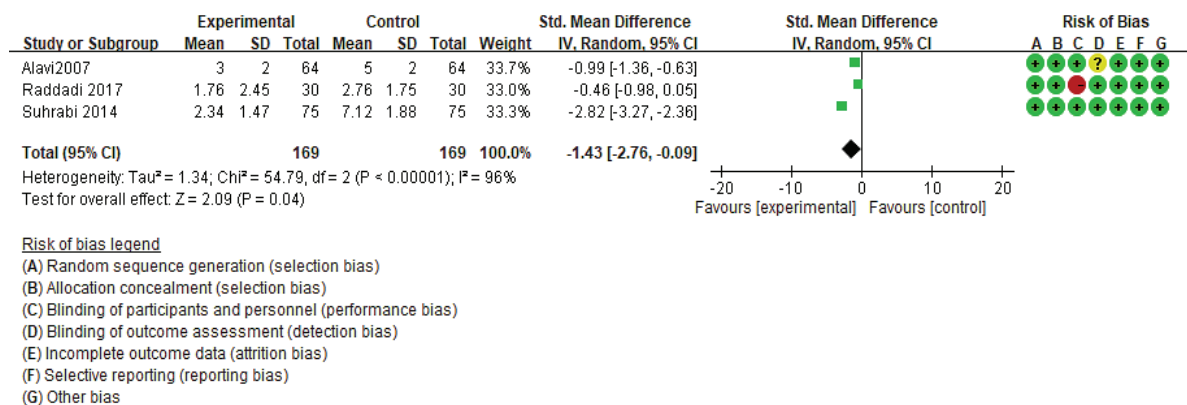 Experimental Control Std. Mean Difference Std. Mean Difference Risk of Bias
Study or Subgroup Mean SD Total Mean SD Total Weight IV, Random, 95% CI IV, Random, 95% CI A B C D E F G
Alavi2007 3 2 64 5 2 64 33.7% -0.99 [-1.36, -0.63] + + + ? + + +
Raddadi 2017 1.76 2.45 30 2.76 1.75 30 33.0% -0.46 [-0.98, 0.05] + + - + + + +
Suhrabi 2014 2.34 1.47 75 7.12 1.88 75 33.3% -2.82 [-3.27, -2.36] + + + + + + +
Total (95% CI) 169 169 100.0% -1.43 [-2.76, -0.09]
Heterogeneity: Tau² = 1.34; Chi² = 54.79, df = 2 (P < 0.00001); I² = 96%
Test for overall effect: Z = 2.09 (P = 0.04)
-20 -10 0 10 20
Favours [experimental] Favours [control]
Risk of bias legend
(A) Random sequence generation (selection bias)
(B) Allocation concealment (selection bias)
(C) Blinding of participants and personnel (performance bias)
(D) Blinding of outcome assessment (detection bias)
(E) Incomplete outcome data (attrition bias)
(F) Selective reporting (reporting bias)
(G) Other bias